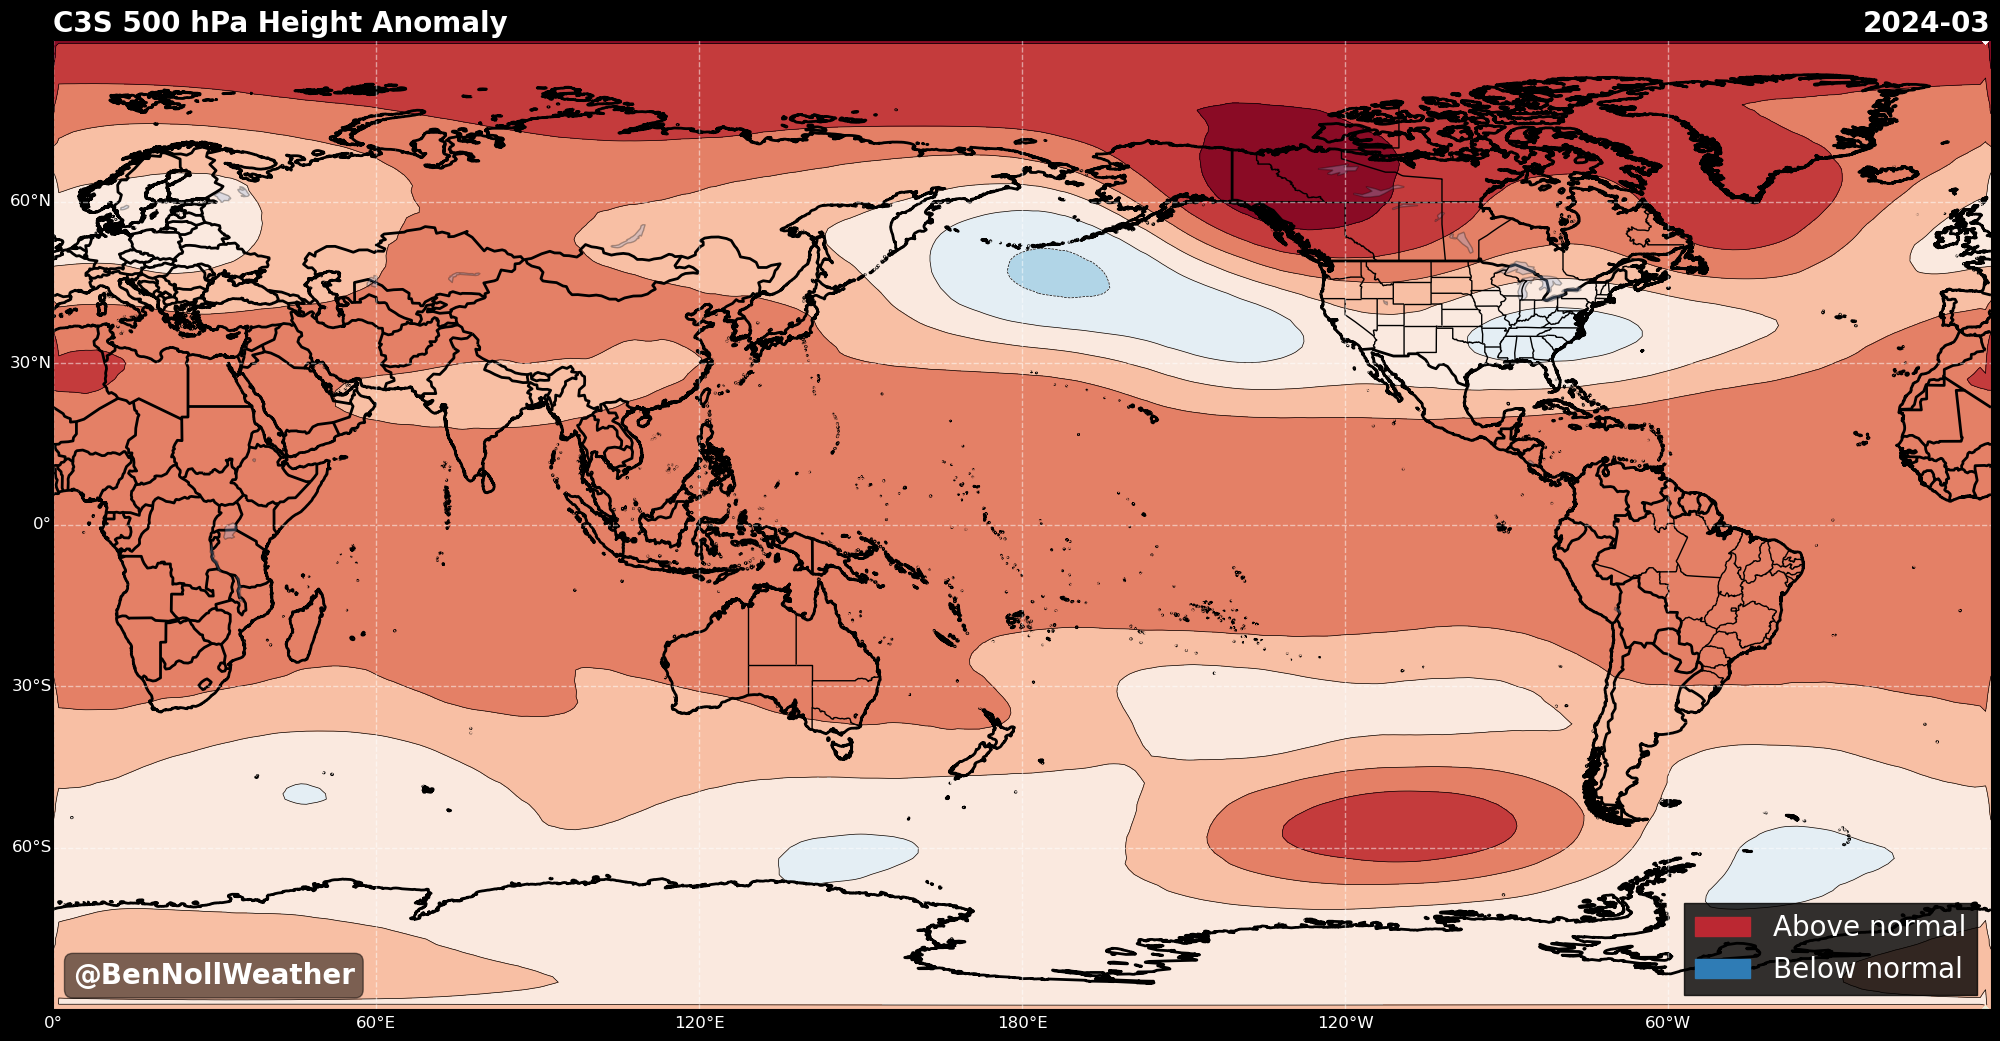 C3S 500 hPa Height Anomaly 2024-03
60°N
30°N
0°
30°S
60°S
Above normal
Below normal
@BenNollWeather
0° 60°E 120°E 180°E 120°W 60°W